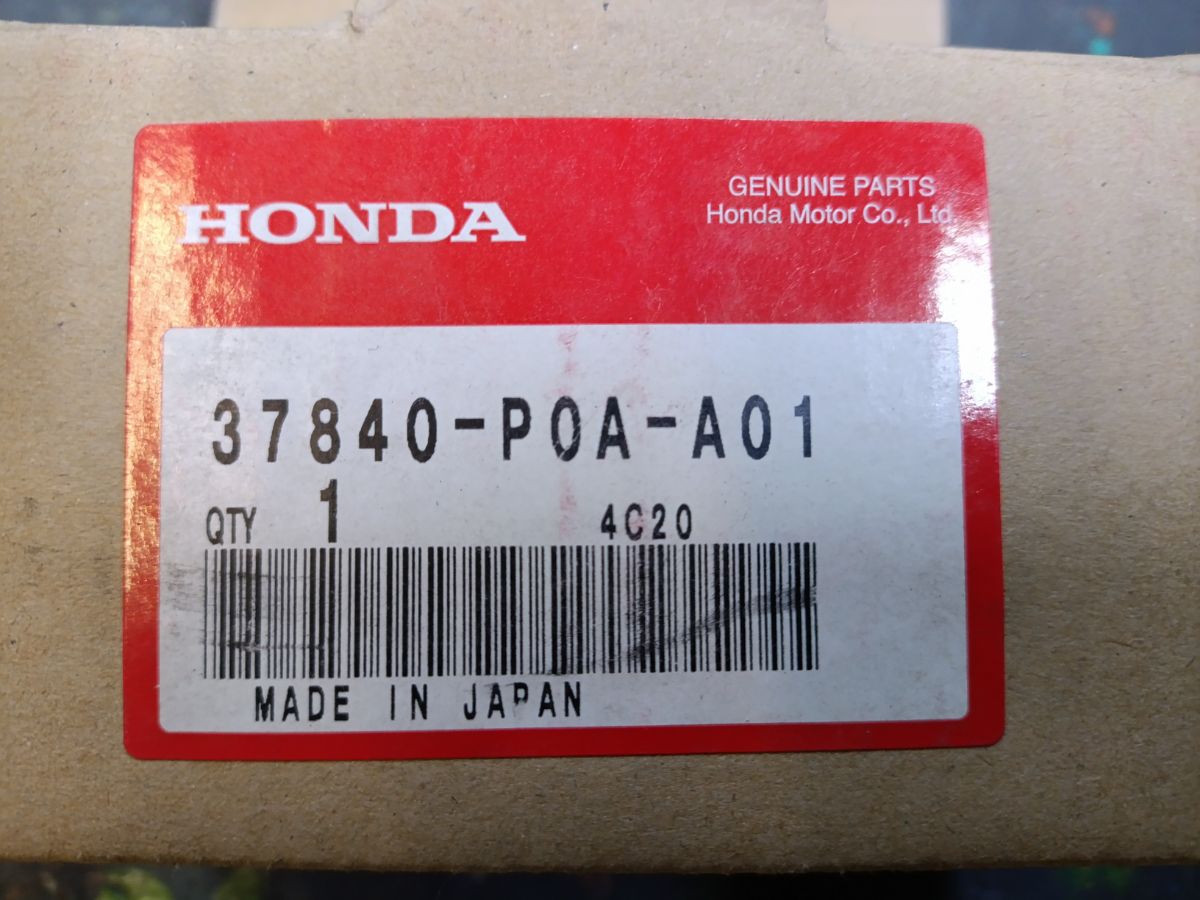 HONDA
GENUINE PARTS
Honda Motor Co., Ltd.
37840-P0A-A01
QTY 1 4C20
MADE IN JAPAN